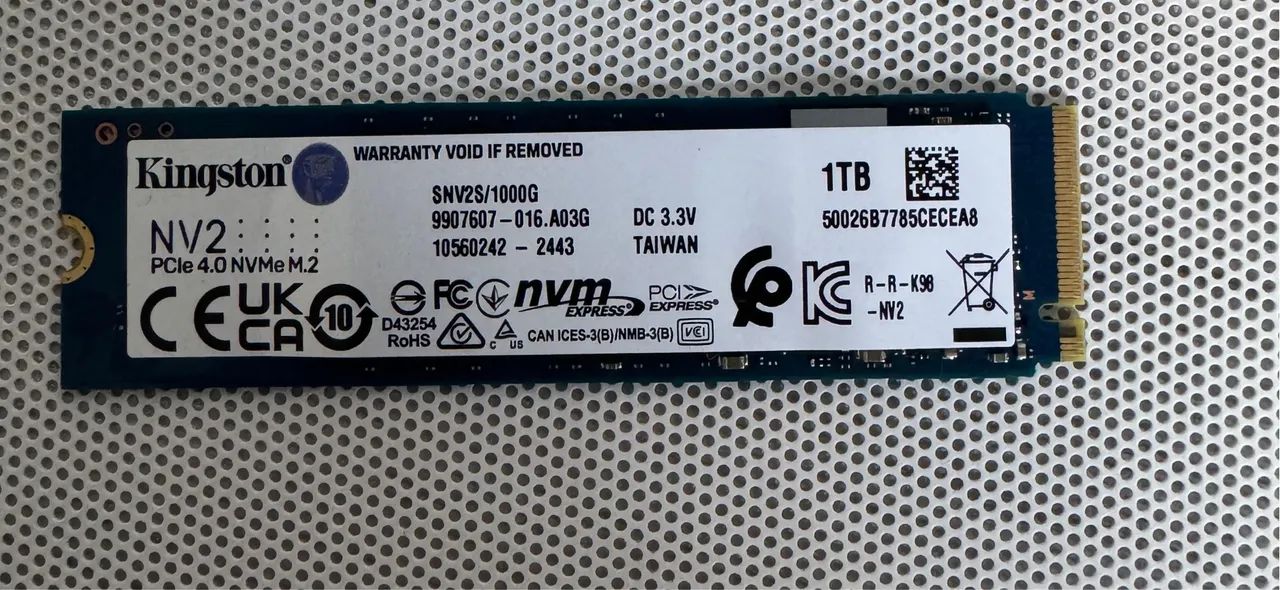 Kingston®
WARRANTY VOID IF REMOVED
NV2
PCIe 4.0 NVMe M.2
SNV2S/1000G
9907607-016.A03G
10560242 - 2443
DC 3.3V
TAIWAN
1TB
50026B7785CECEA8
CE
UK
CA
10
D43254
RoHS
FC
nvm
EXPRESS
PCI
EXPRESS®
C US
CAN ICES-3(B)/NMB-3(B)
VCI
R-R-K98
-NV2